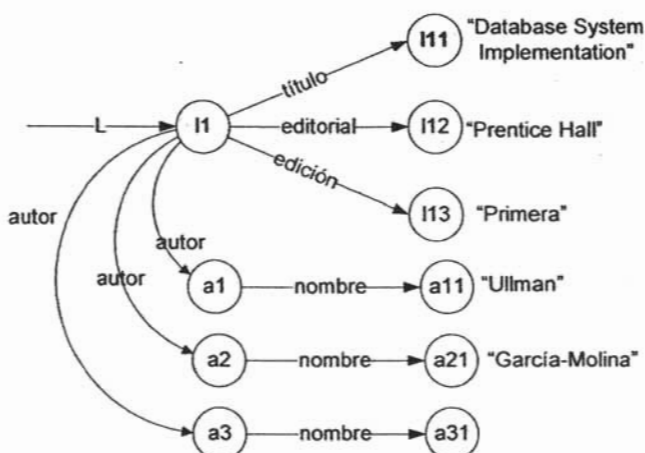 "Database System
Implementation"
l11
título
L
l1
editorial
l12
"Prentice Hall"
edición
l13
"Primera"
autor
autor
autor
a1
nombre
a11
"Ullman"
a2
nombre
a21
"García-Molina"
a3
nombre
a31